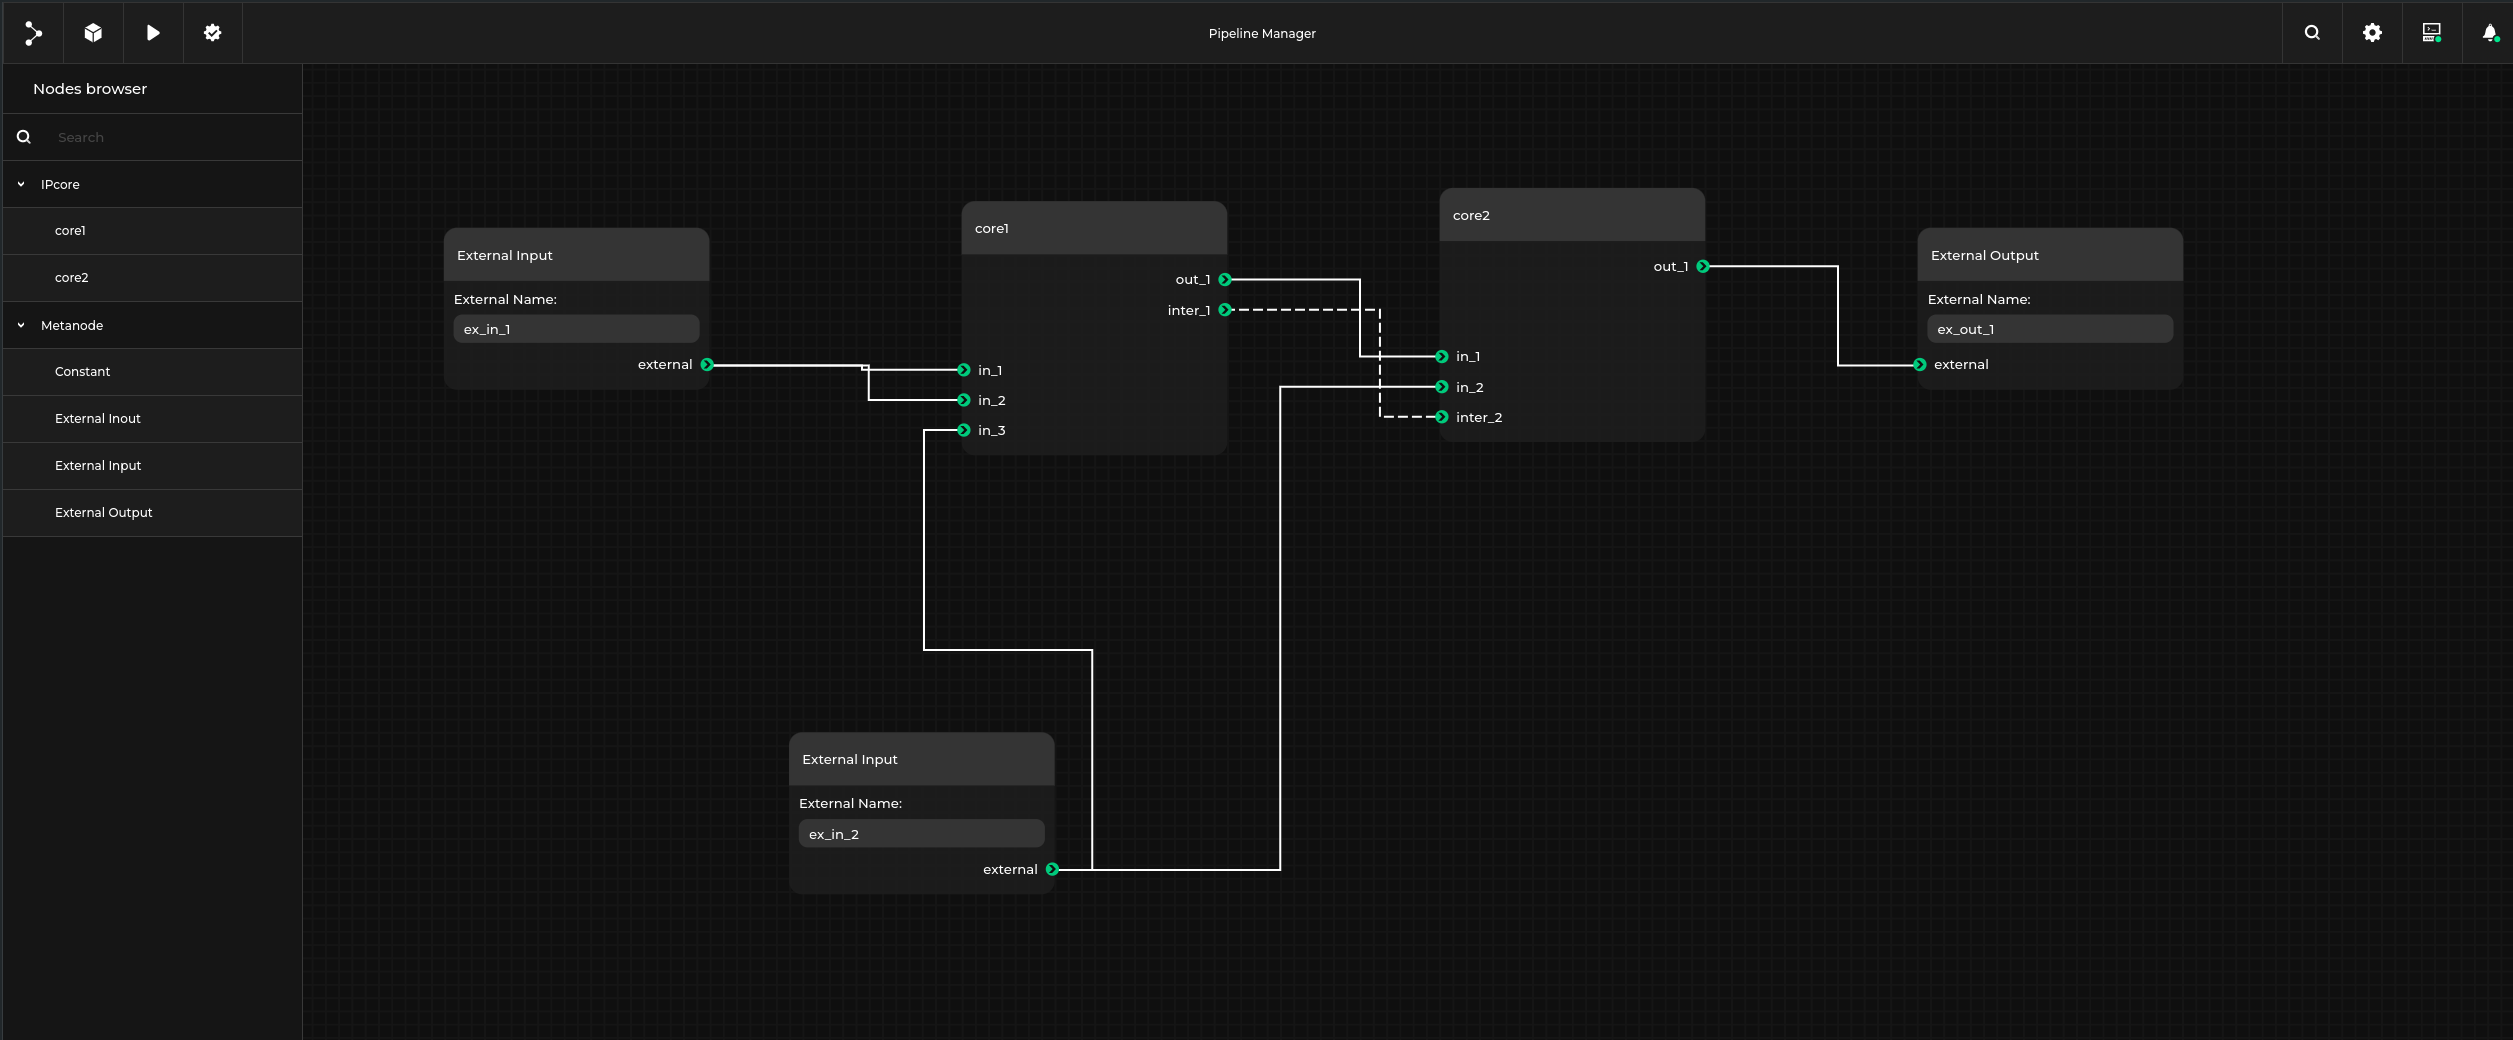 Pipeline Manager
Nodes browser
Search
IPcore
core1
core2
Metanode
Constant
External Inout
External Input
External Output
External Input
External Name:
ex_in_1
external
core1
out_1
inter_1
in_1
in_2
in_3
core2
out_1
in_1
in_2
inter_2
External Output
External Name:
ex_out_1
external
External Input
External Name:
ex_in_2
external